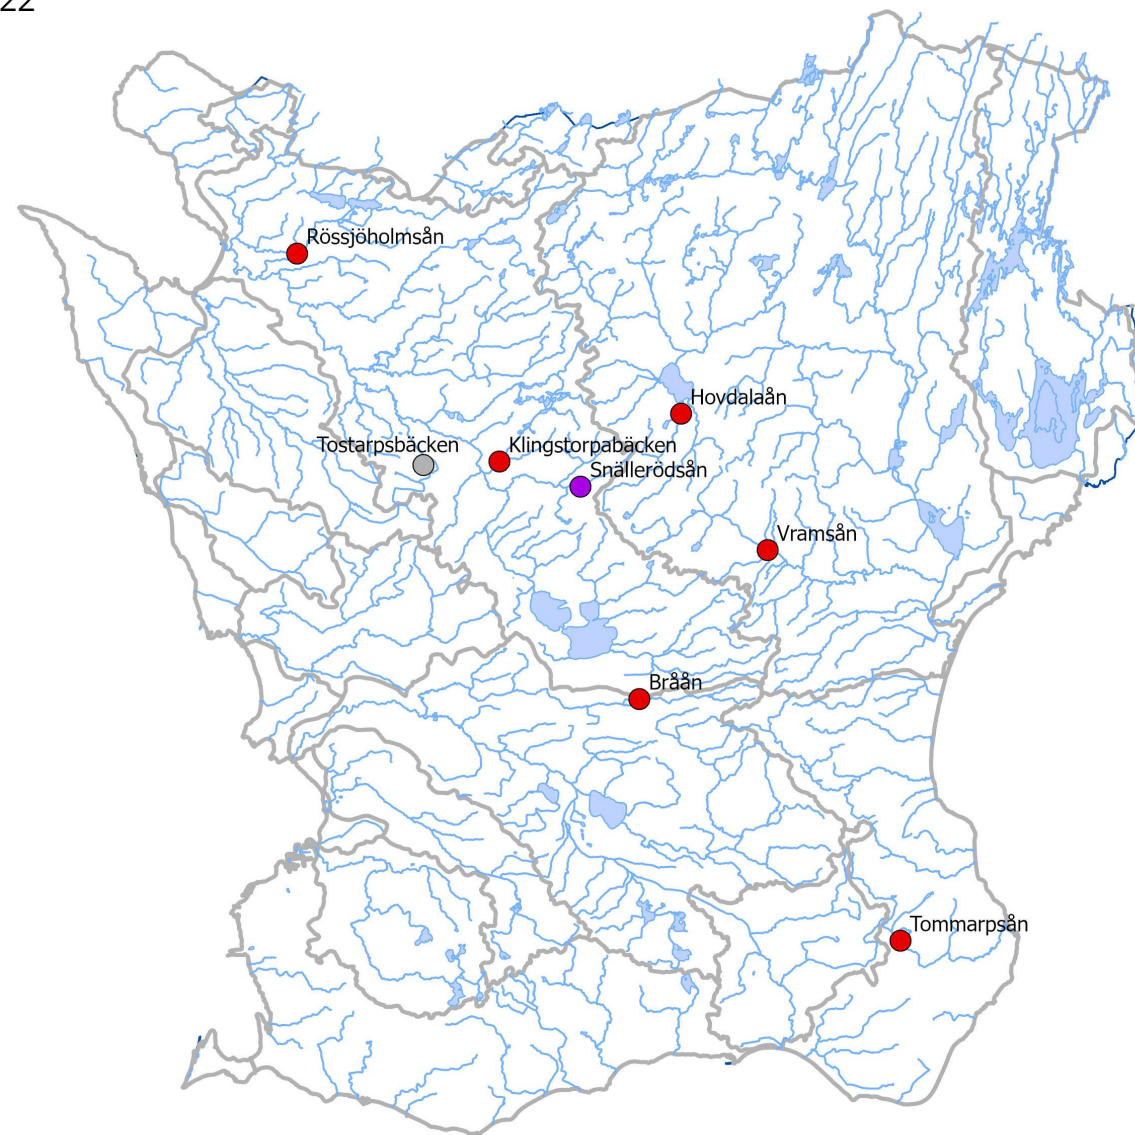 22
Rössjöholmsån
Hovdalaån
Tostarpsbäcken
Klingstorpabäcken
Snällerödsån
Vramsån
Bråån
Tommarpsån